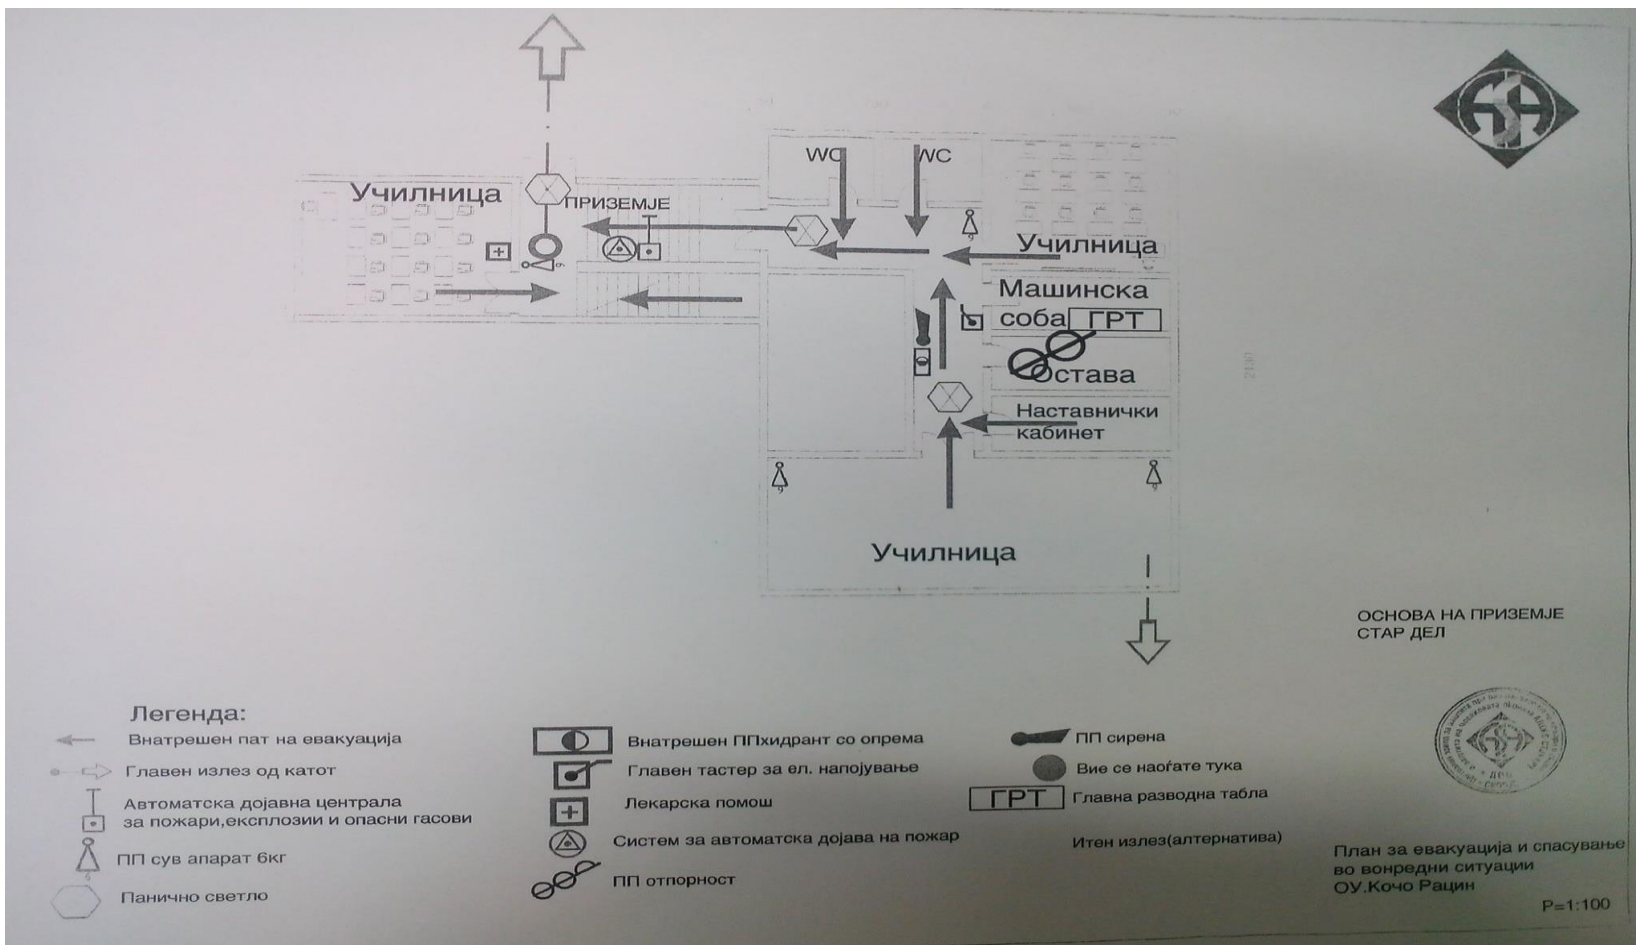 WC
WC
Училница
ПРИЗЕМЈЕ
Училница
Машинска
соба ГРТ
Остава
Наставнички
кабинет
Училница
ОСНОВА НА ПРИЗЕМЈЕ
СТАР ДЕЛ
Легенда:
Внатрешен пат на евакуација
Главен излез од катот
Автоматска дојавна централа
за пожари,експлозии и опасни гасови
ПП сув апарат 6кг
Панично светло
Внатрешен ППхидрант со опрема
Главен тастер за ел. напојување
Лекарска помош
Систем за автоматска дојава на пожар
ПП отпорност
ПП сирена
Вие се наоѓате тука
ГРТ Главна разводна табла
Итен излез(алтернатива)
План за евакуација и спасување
во вонредни ситуации
ОУ.Кочо Рацин
Р=1:100